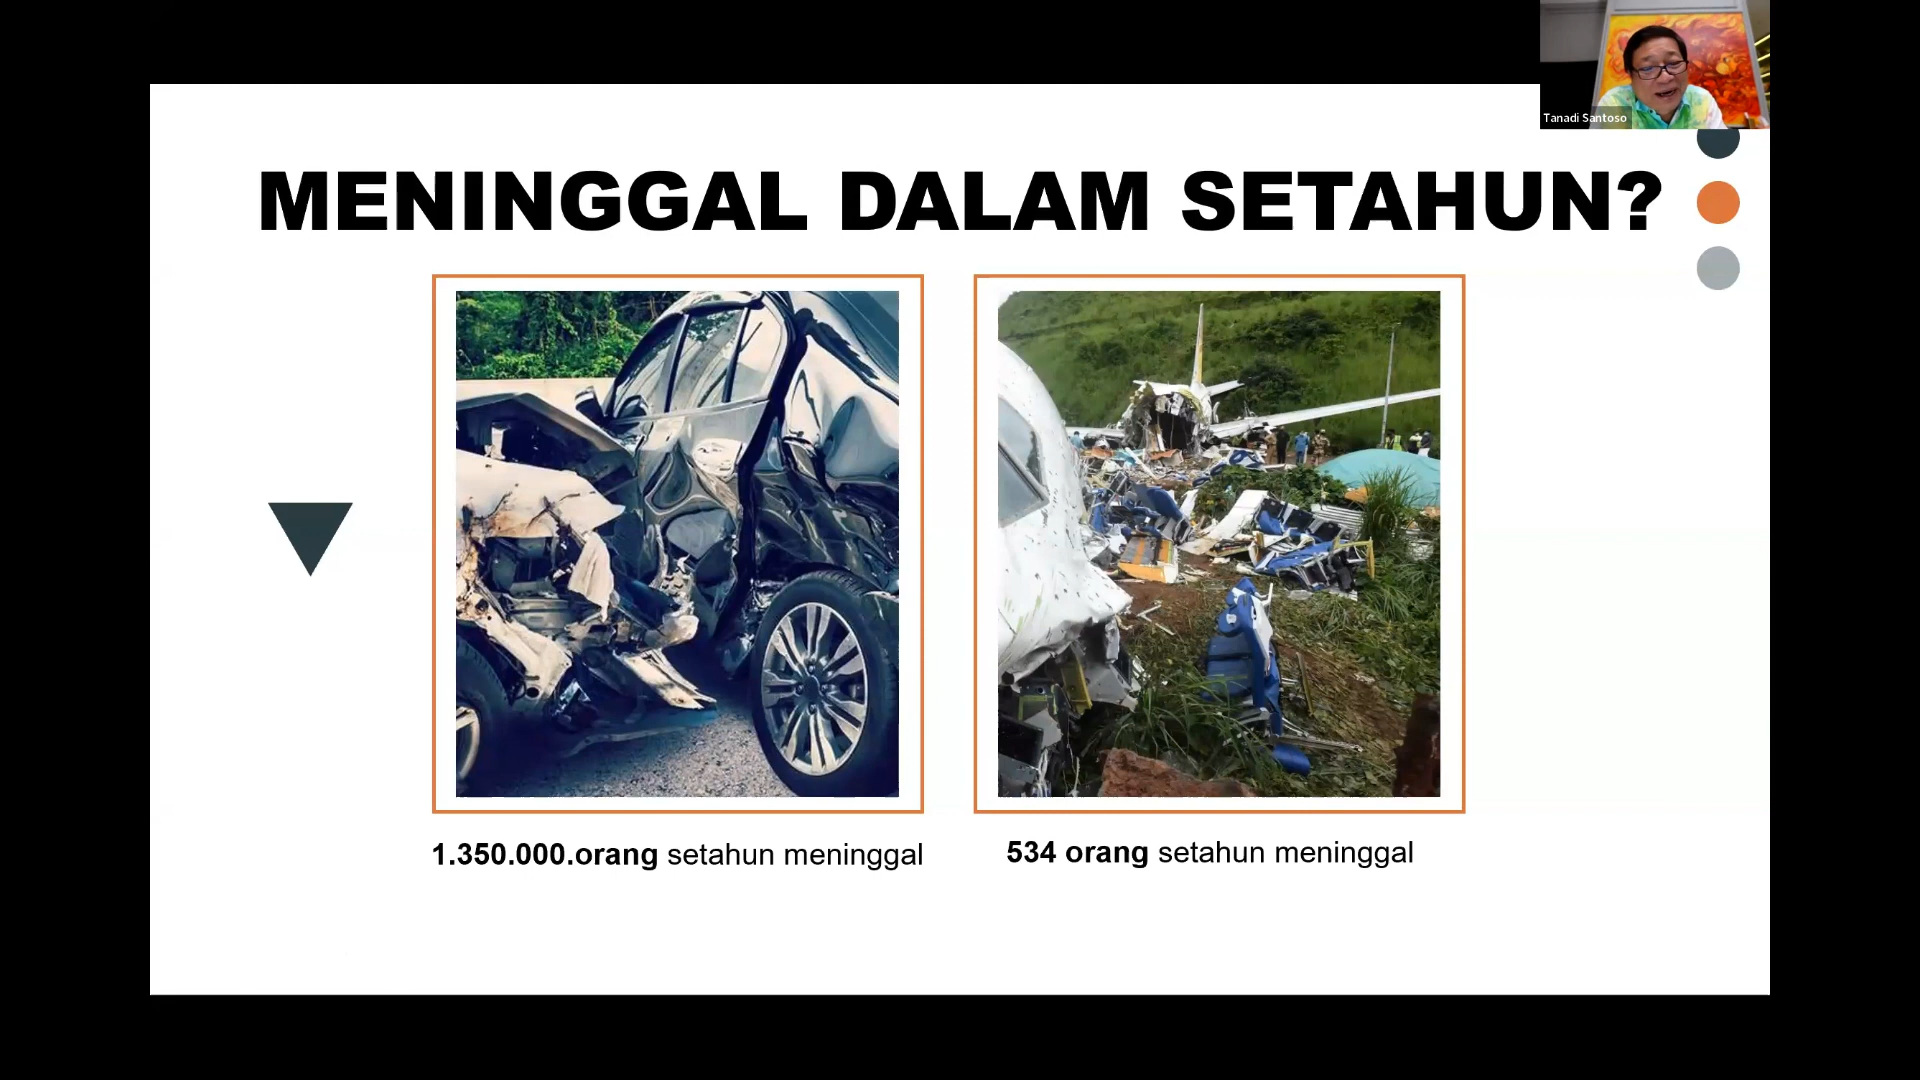 Tanadi Santoso
MENINGGAL DALAM SETAHUN?
1.350.000.orang setahun meninggal
534 orang setahun meninggal